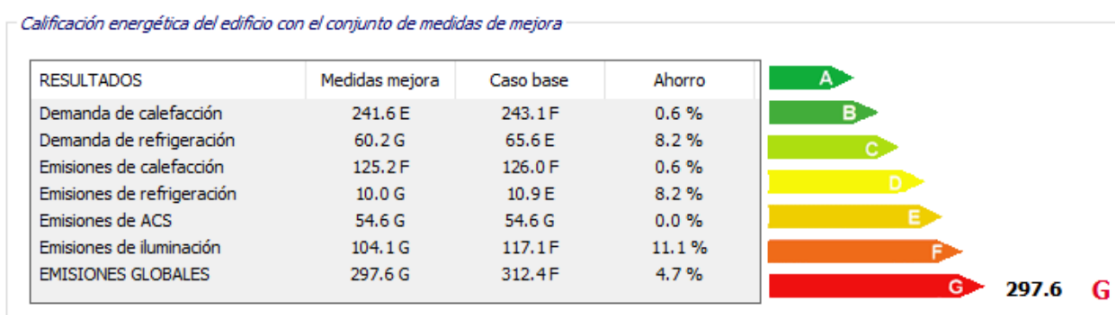 Calificación energética del edificio con el conjunto de medidas de mejora
RESULTADOS Medidas mejora Caso base Ahorro
Demanda de calefacción 241.6 E 243.1 F 0.6 %
Demanda de refrigeración 60.2 G 65.6 E 8.2 %
Emisiones de calefacción 125.2 F 126.0 F 0.6 %
Emisiones de refrigeración 10.0 G 10.9 E 8.2 %
Emisiones de ACS 54.6 G 54.6 G 0.0 %
Emisiones de iluminación 104.1 G 117.1 F 11.1 %
EMISIONES GLOBALES 297.6 G 312.4 F 4.7 %
A
B
C
D
E
F
G 297.6 G